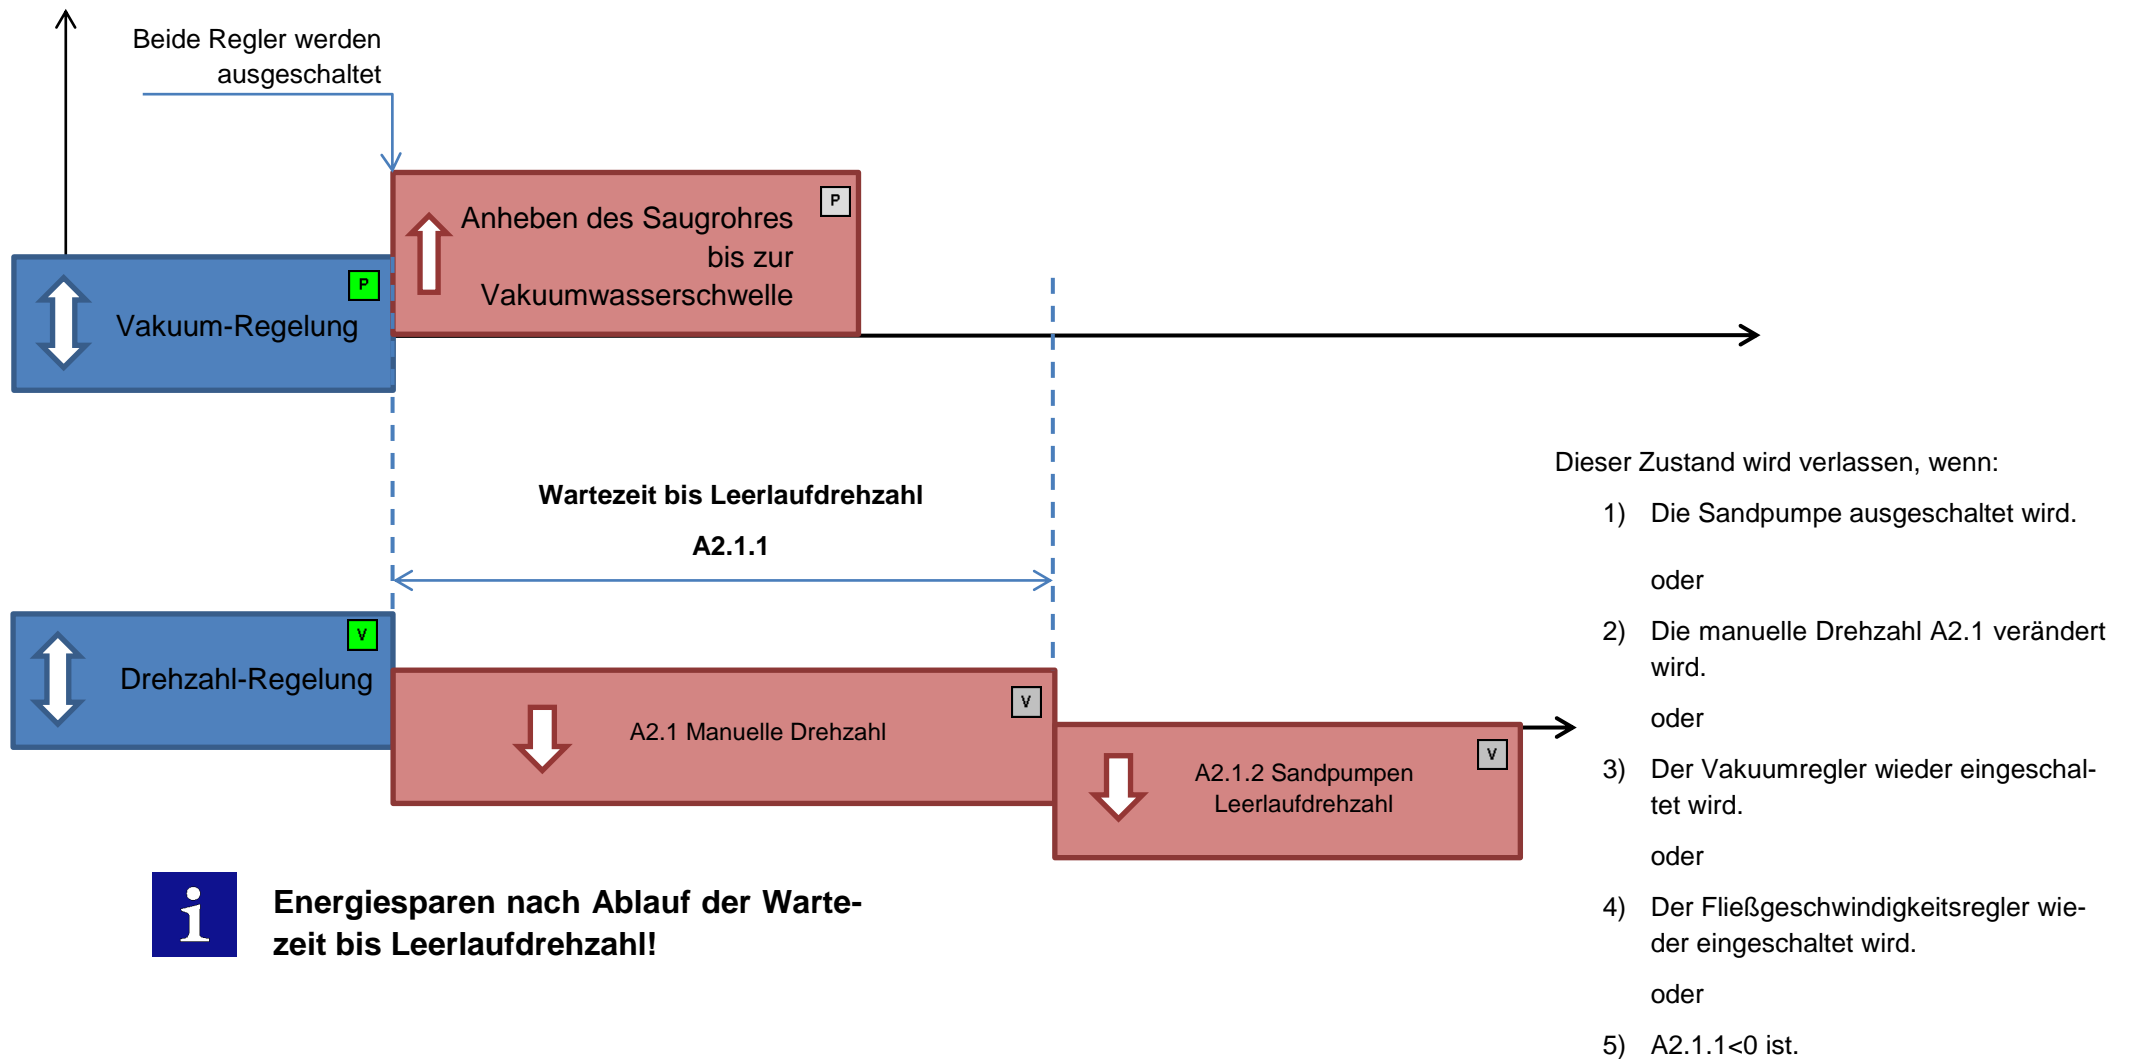 Beide Regler werden
ausgeschaltet
P
Anheben des Saugrohres
bis zur
Vakuumwasserschwelle
P
Vakuum-Regelung
Wartezeit bis Leerlaufdrehzahl
A2.1.1
V
Drehzahl-Regelung
V
A2.1 Manuelle Drehzahl
V
A2.1.2 Sandpumpen
Leerlaufdrehzahl
i
Energiesparen nach Ablauf der Warte-
zeit bis Leerlaufdrehzahl!
Dieser Zustand wird verlassen, wenn:
1) Die Sandpumpe ausgeschaltet wird.
oder
2) Die manuelle Drehzahl A2.1 verändert
wird.
oder
3) Der Vakuumregler wieder eingeschal-
tet wird.
oder
4) Der Fließgeschwindigkeitsregler wie-
der eingeschaltet wird.
oder
5) A2.1.1<0 ist.